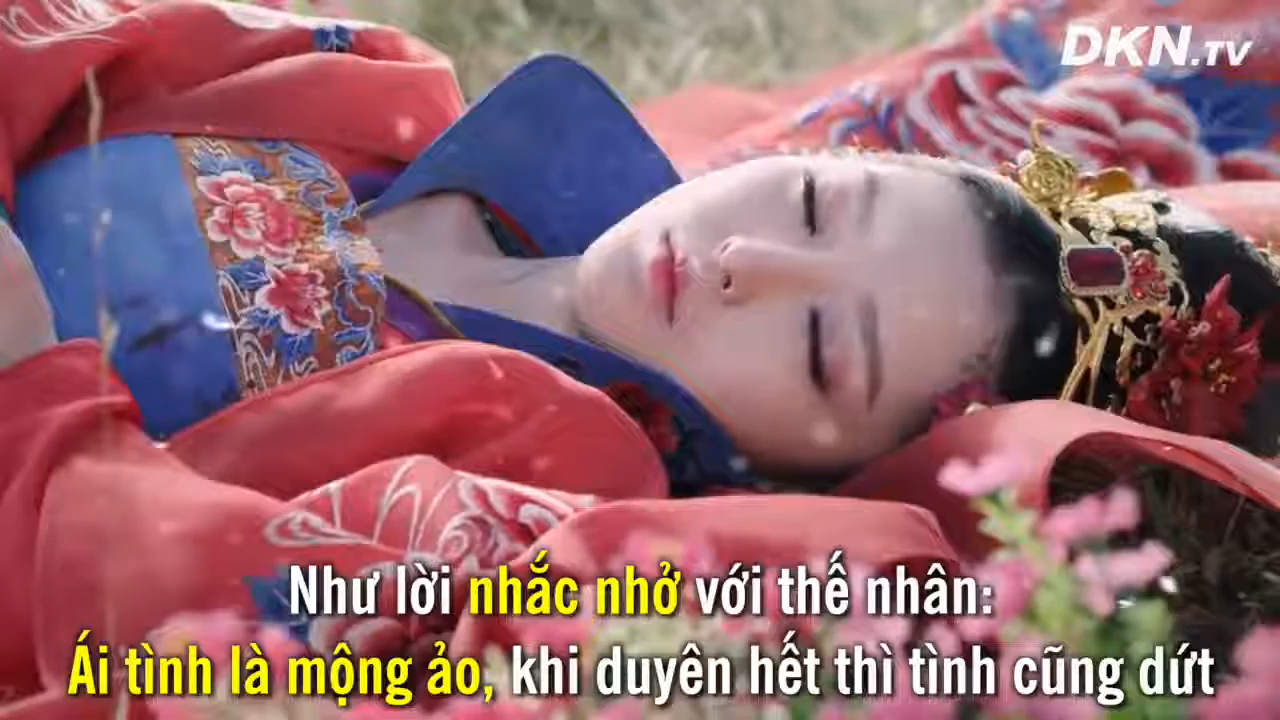 DKN.TV
Như lời nhắc nhở với thế nhân:
Ái tình là mộng ảo, khi duyên hết thì tình cũng dứt